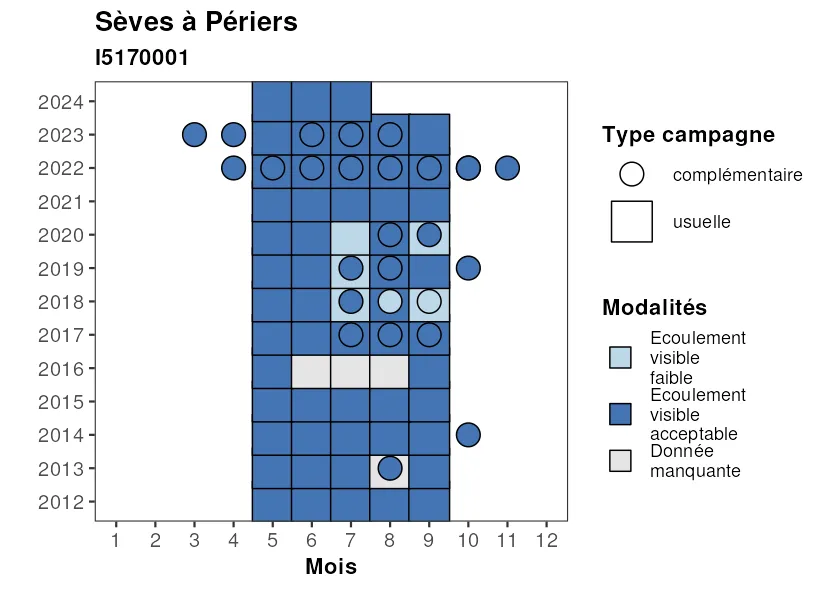 Sèves à Périers
I5170001
2024
2023
2022
2021
2020
2019
2018
2017
2016
2015
2014
2013
2012
1 2 3 4 5 6 7 8 9 10 11 12
Mois
Type campagne
complémentaire
usuelle
Modalités
Ecoulement
visible
faible
Ecoulement
visible
acceptable
Donnée
manquante